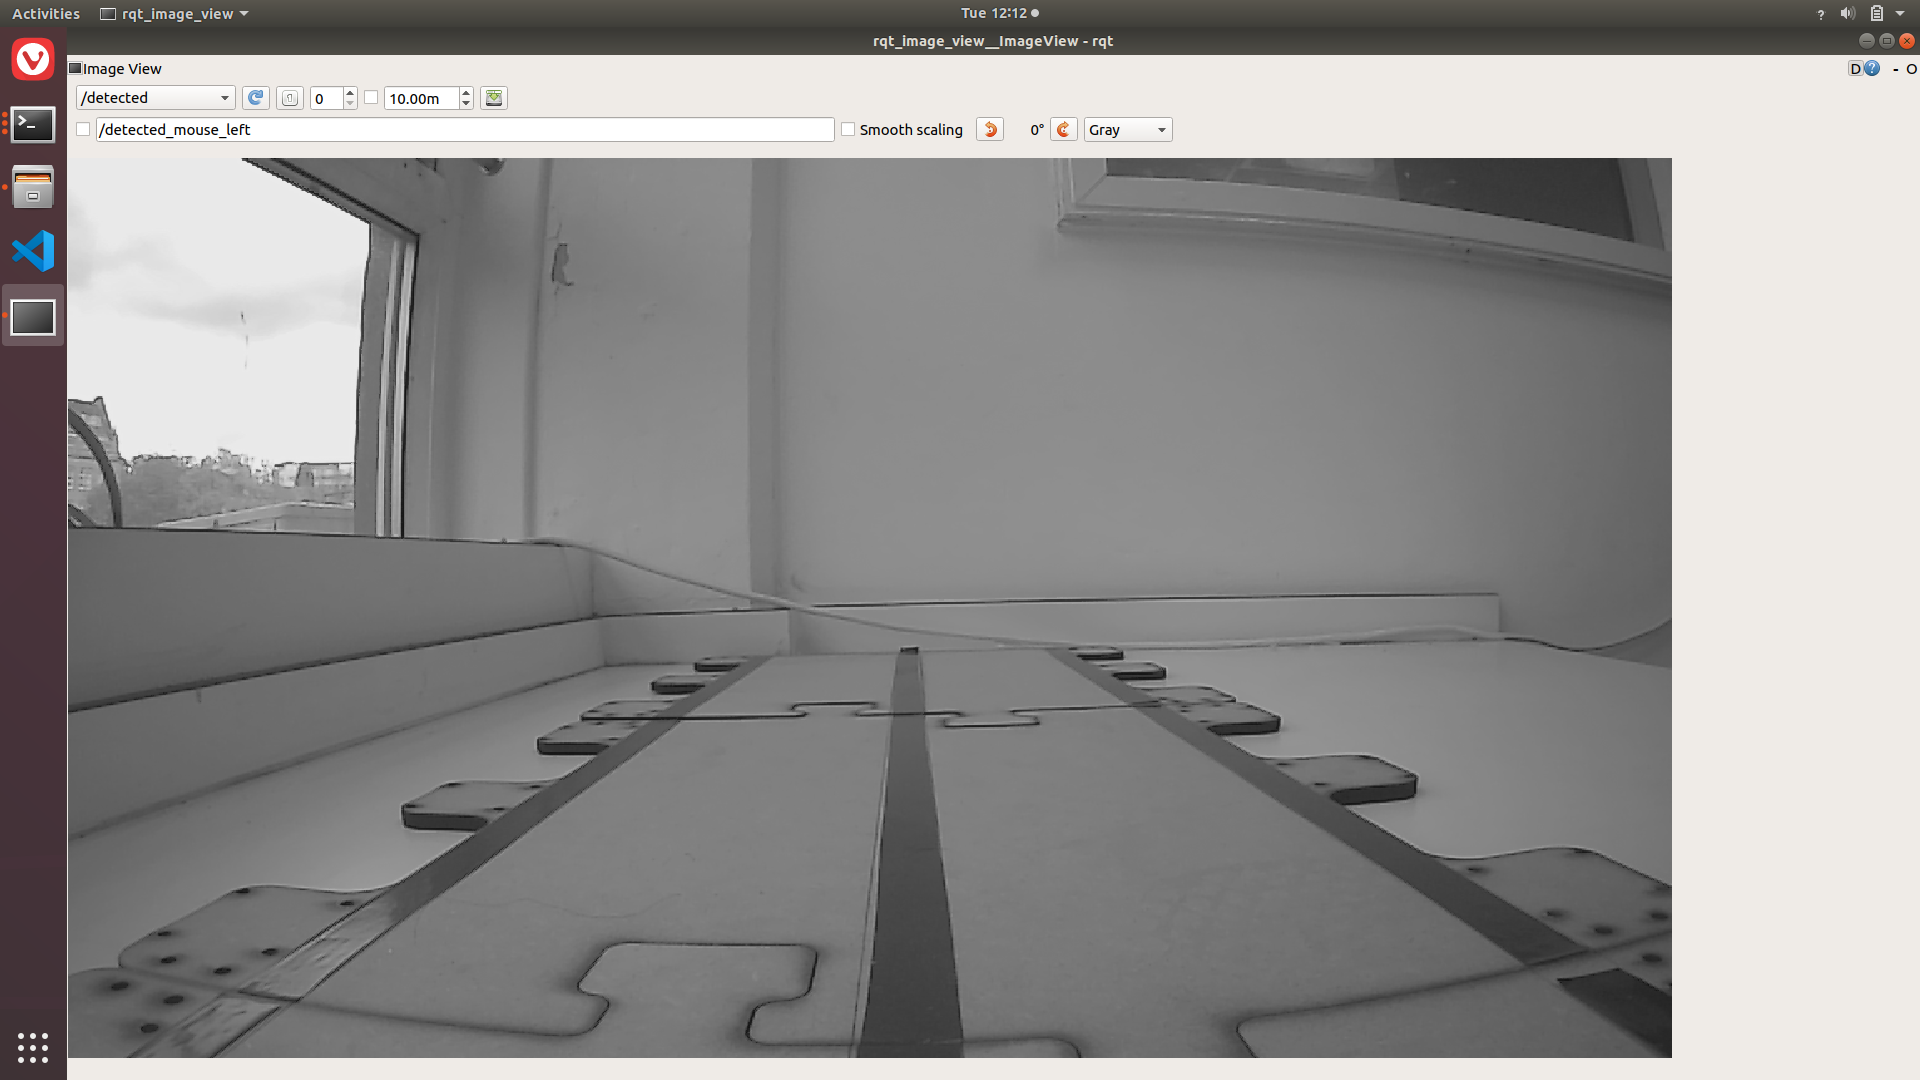 Activities rqt_image_view Tue 12:12
rqt_image_view__ImageView - rqt
Image View D ? - O
/detected 0 10.00m
/detected_mouse_left Smooth scaling 0° Gray